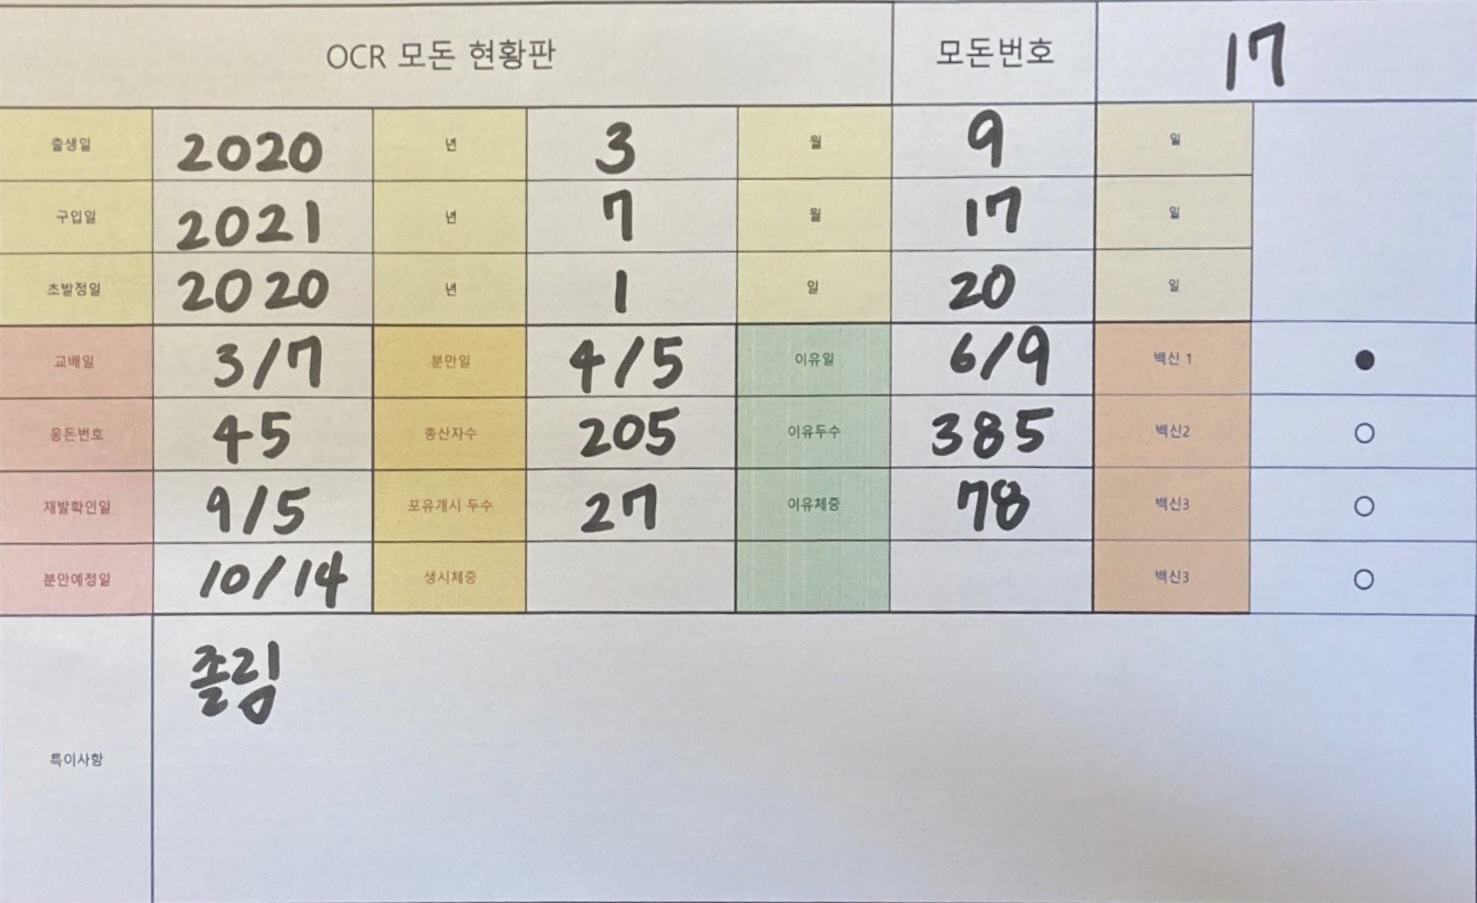 OCR 모돈 현황판 모돈번호 17
출생일 2020 년 3 월 9 일
구입일 2021 년 7 월 17 일
초발정일 2020 년 1 일 20 일
교배일 3/7 분만일 4/5 이유일 6/9 백신 1 ●
웅돈번호 45 총산자수 205 이유두수 385 백신2 ○
재발확인일 9/5 포유개시 두수 27 이유체중 78 백신3 ○
분만예정일 10/14 생시체중 백신3 ○
졸림
특이사항